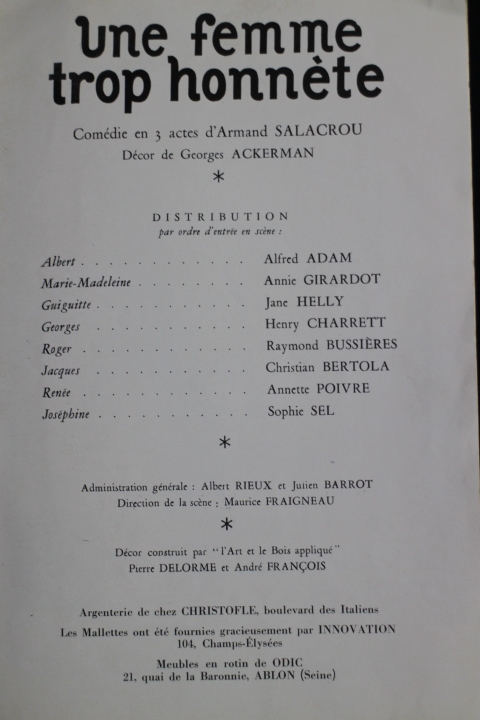 une femme
trop honnète
Comédie en 3 actes d'Armand SALACROU
Décor de Georges ACKERMAN
*
DISTRIBUTION
par ordre d'entrée en scène :
Albert . . . . . . . . . . . . Alfred ADAM
Marie-Madeleine . . . . . . . . Annie GIRARDOT
Guiguitte . . . . . . . . . . . Jane HELLY
Georges . . . . . . . . . . . Henry CHARRETT
Roger . . . . . . . . . . . . Raymond BUSSIÈRES
Jacques . . . . . . . . . . . Christian BERTOLA
Renée . . . . . . . . . . . . Annette POIVRE
Joséphine . . . . . . . . . . . Sophie SEL
*
Administration générale : Albert RIEUX et Julien BARROT
Direction de la scène : Maurice FRAIGNEAU
*
Décor construit par "l'Art et le Bois appliqué"
Pierre DELORME et André FRANÇOIS
Argenterie de chez CHRISTOFLE, boulevard des Italiens
Les Mallettes ont été fournies gracieusement par INNOVATION
104, Champs-Élysées
Meubles en rotin de ODIC
21, quai de la Baronnie, ABLON (Seine)